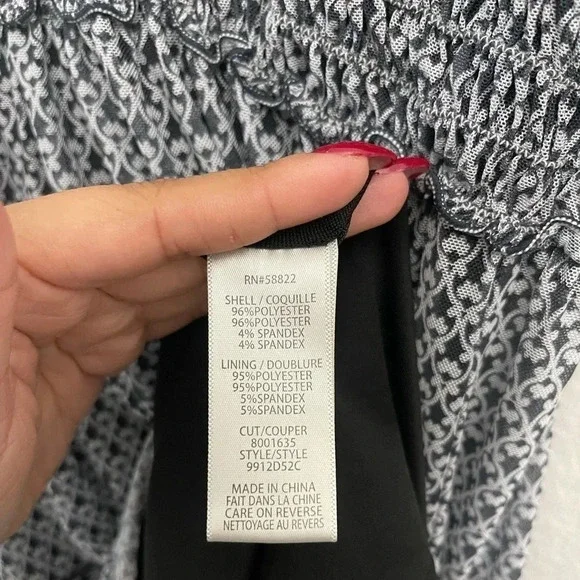 RN#58822
SHELL / COQUILLE
96%POLYESTER
96%POLYESTER
4% SPANDEX
4% SPANDEX
LINING / DOUBLURE
95%POLYESTER
95%POLYESTER
5%SPANDEX
5%SPANDEX
CUT/COUPER
8001635
STYLE/STYLE
9912D52C
MADE IN CHINA
FAIT DANS LA CHINE
CARE ON REVERSE
NETTOYAGE AU REVERS